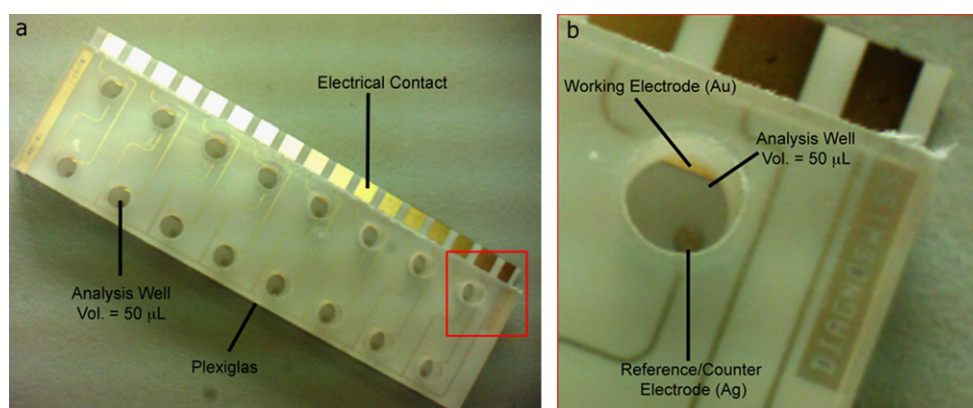 a
Electrical Contact
Analysis Well
Vol. = 50 μL
Plexiglas
b
Working Electrode (Au)
Analysis Well
Vol. = 50 μL
Reference/Counter
Electrode (Ag)
DIAGNOSWISS